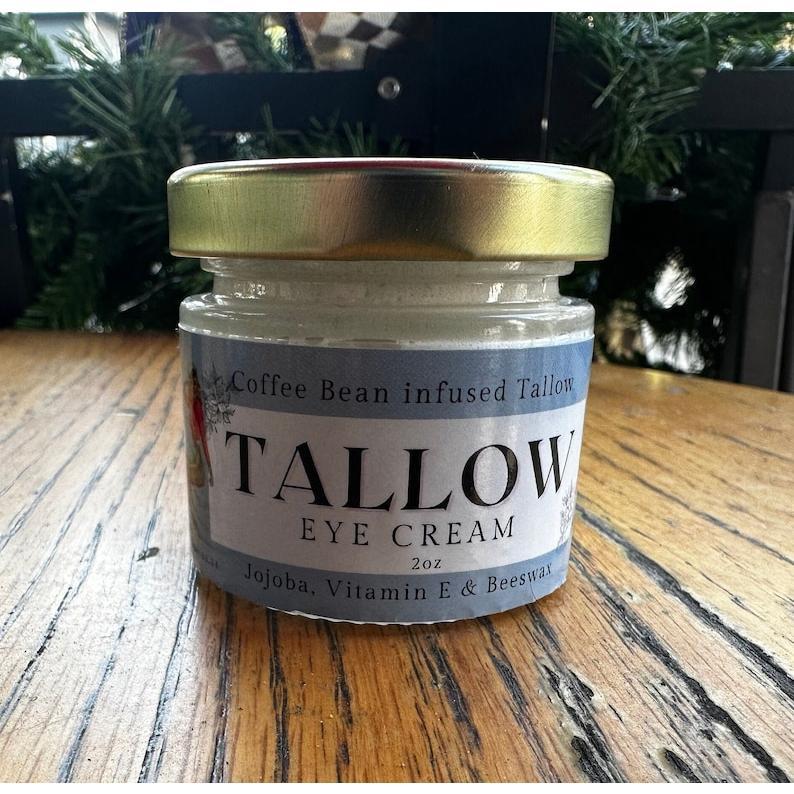 Coffee Bean infused Tallow
TALLOW
EYE CREAM
2oz
Jojoba, Vitamin E & Beeswax